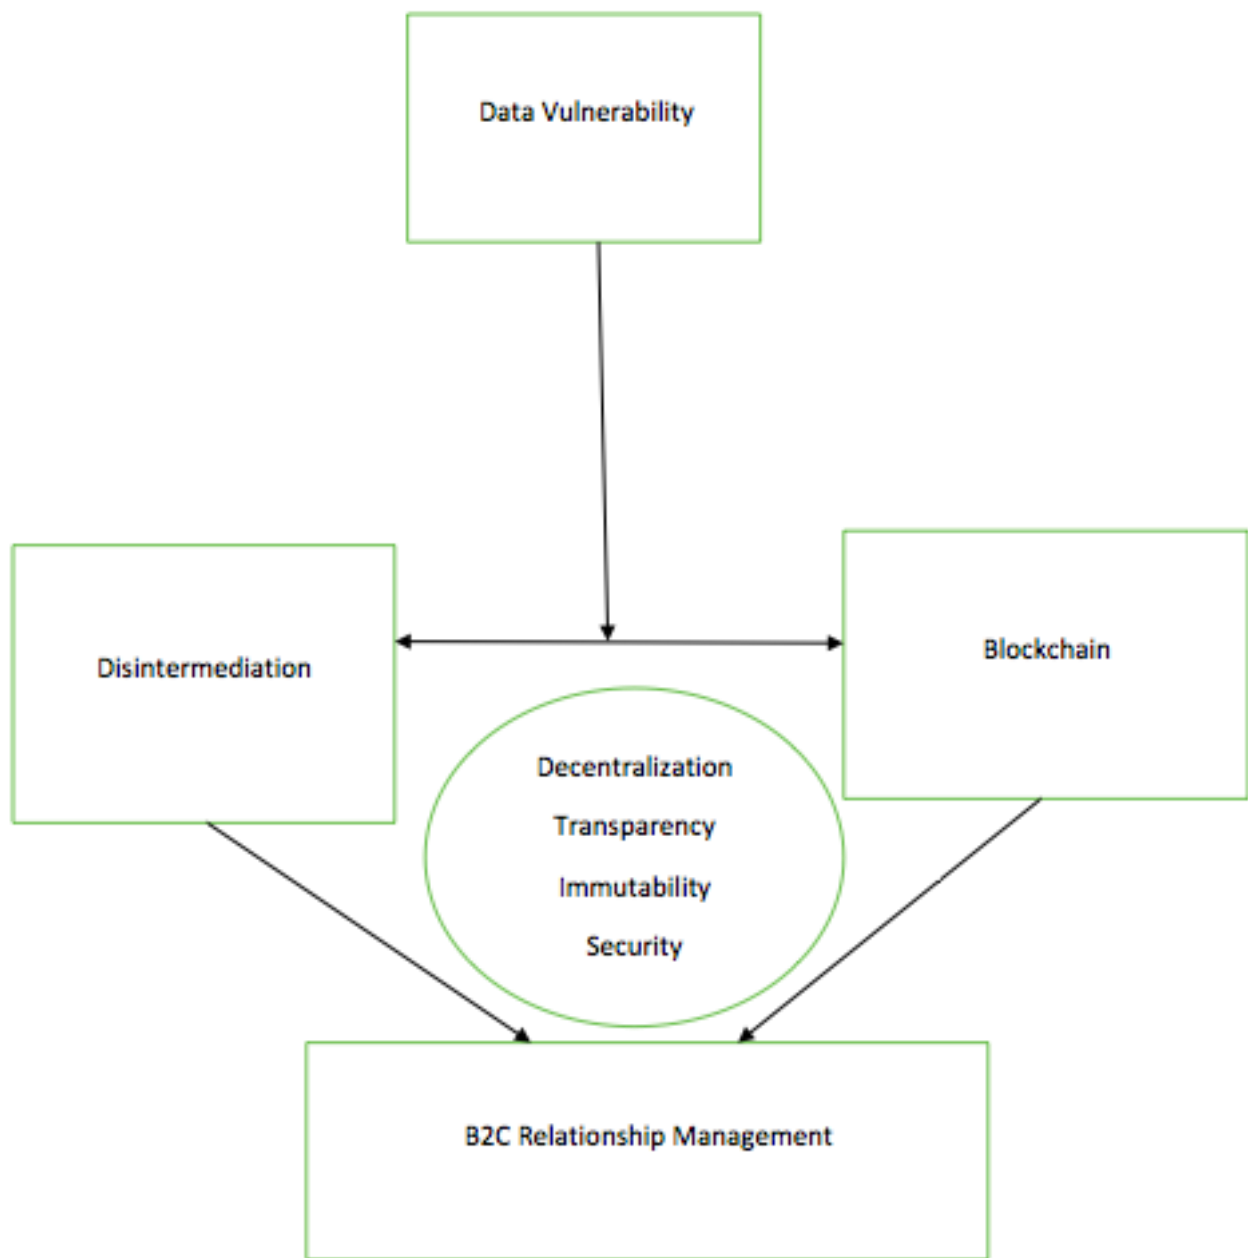 Data Vulnerability
Disintermediation
Blockchain
Decentralization
Transparency
Immutability
Security
B2C Relationship Management